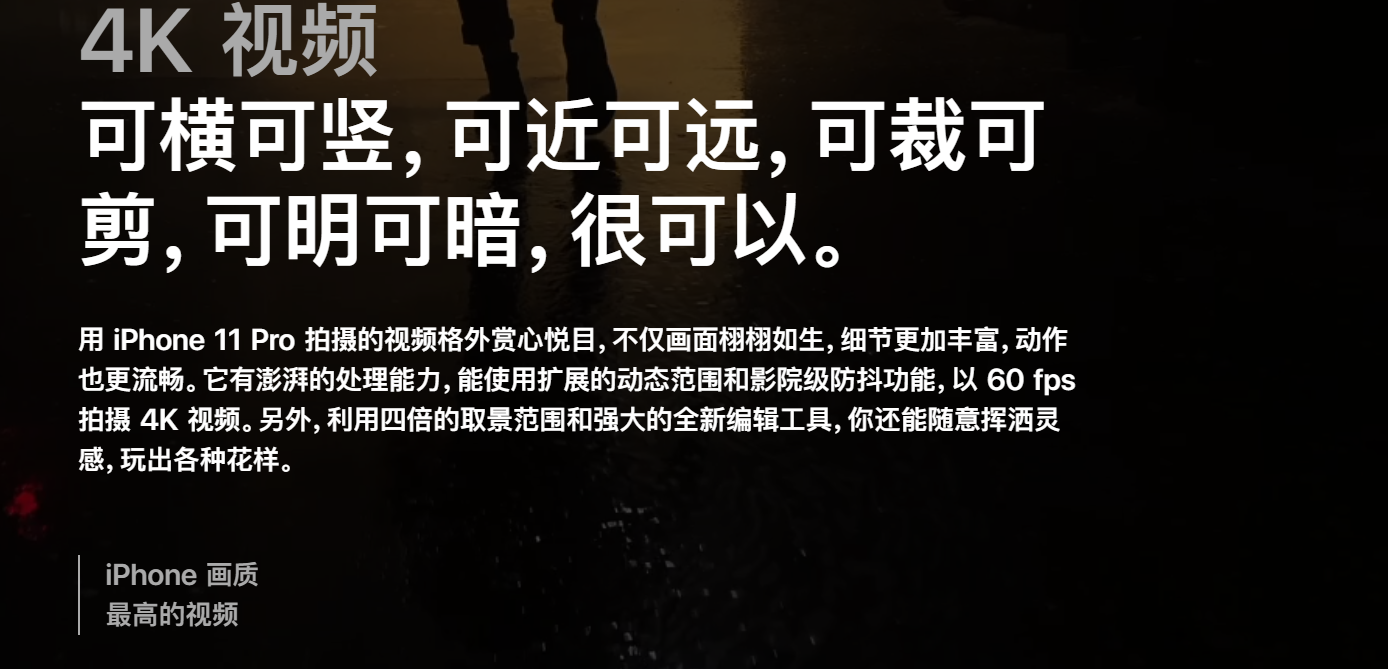 4K 视频
可横可竖，可近可远，可裁可
剪，可明可暗，很可以。
用 iPhone 11 Pro 拍摄的视频格外赏心悦目，不仅画面栩栩如生，细节更加丰富，动作
也更流畅。它有澎湃的处理能力，能使用扩展的动态范围和影院级防抖功能，以 60 fps
拍摄 4K 视频。另外，利用四倍的取景范围和强大的全新编辑工具，你还能随意挥洒灵
感，玩出各种花样。
iPhone 画质
最高的视频